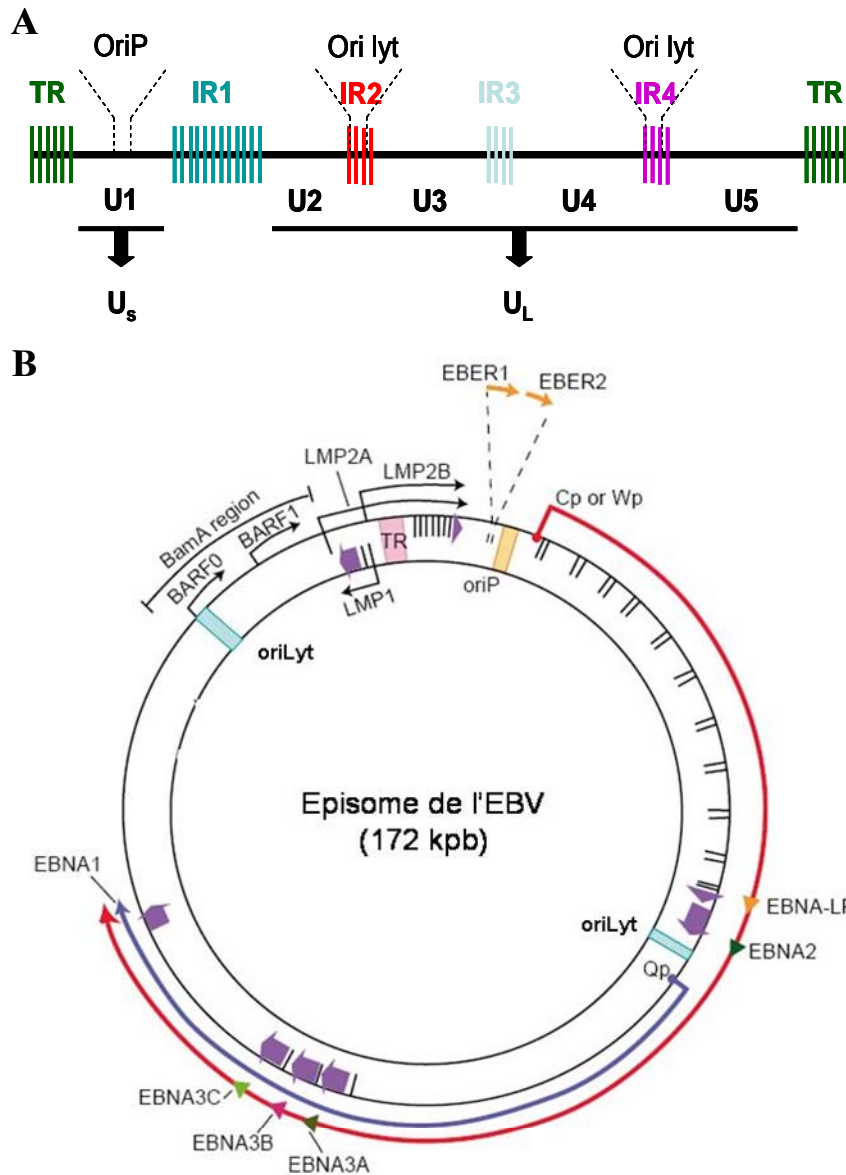 A
OriP
Ori lyt
Ori lyt
TR
IR1
IR2
IR3
IR4
TR
U1
U2
U3
U4
U5
Us
UL
B
EBER1
EBER2
LMP2A
LMP2B
Cp or Wp
BamA region
BARF1
BARF0
TR
LMP1
oriP
oriLyt
Episome de l'EBV
(172 kpb)
EBNA1
EBNA-LP
oriLyt
EBNA2
Qp
EBNA3C
EBNA3B
EBNA3A